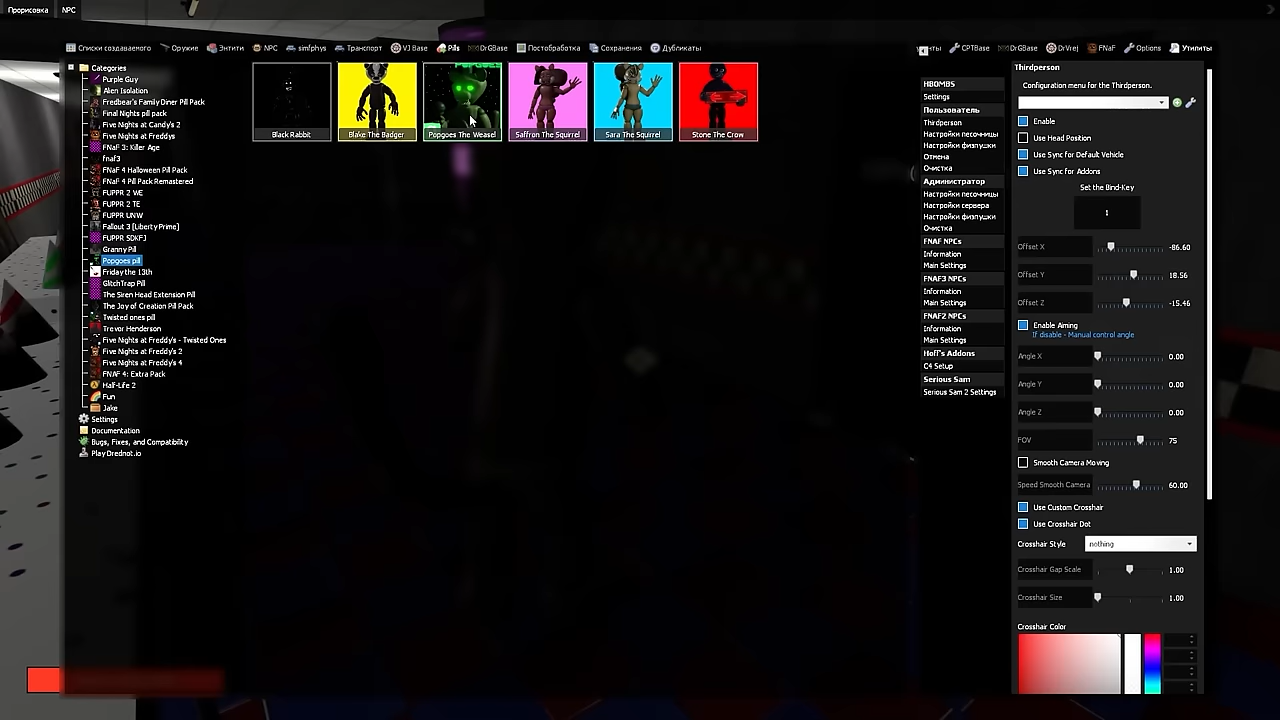 Прорисовка NPC
Списки создаваемого Оружие Энтити NPC simfphys Транспорт VJ Base Pills DrGBase Постобработка Сохранения Дубликаты
CPTBase DrGBase DrVrej FNAF Options Утилиты
Categories
Purple Guy
Alien Isolation
Fredbear's Family Diner Pill Pack
Final Nights pill pack
Five Nights at Candy's 2
Five Nights at Freddys
FNaF 3: Killer Age
fnaf3
FNaF 4 Halloween Pill Pack
FNAF 4 Pill Pack Remastered
FUPPR 2 WE
FUPPR 2 TE
FUPPR UNW
Fallout 3 [Liberty Prime]
FUPPR SDKFJ
Granny Pill
Popgoes pill
Friday the 13th
GlitchTrap Pill
The Siren Head Extension Pill
The Joy of Creation Pill Pack
Twisted ones pill
Trevor Henderson
Five Nights at Freddy's - Twisted Ones
Five Nights at Freddy's 2
Five Nights at Freddy's 4
FNAF 4: Extra Pack
Half-Life 2
Fun
Jake
Settings
Documentation
Bugs, Fixes, and Compatibility
Play Drednot.io
Black Rabbit
Blake The Badger
Popgoes The Weasel
Saffron The Squirrel
Sara The Squirrel
Stone The Crow
HBOMBS
Settings
Пользователь
Thirdperson
Настройки песочницы
Настройки физпушки
Отмена
Очистка
Администратор
Настройки песочницы
Настройки сервера
Настройки физпушки
Очистка
FNAF NPCs
Information
Main Settings
FNAF3 NPCs
Information
Main Settings
FNAF2 NPCs
Information
Main Settings
Hoff's Addons
C4 Setup
Serious Sam
Serious Sam 2 Settings
Thirdperson
Configuration menu for the Thirdperson.
Enable
Use Head Position
Use Sync for Default Vehicle
Use Sync for Addons
Set the Bind-Key
Offset X -86.60
Offset Y 18.56
Offset Z -15.46
Enable Aiming
If disable - Manual control angle
Angle X 0.00
Angle Y 0.00
Angle Z 0.00
FOV 75
Smooth Camera Moving
Speed Smooth Camera 60.00
Use Custom Crosshair
Use Crosshair Dot
Crosshair Style nothing
Crosshair Gap Scale 1.00
Crosshair Size 1.00
Crosshair Color